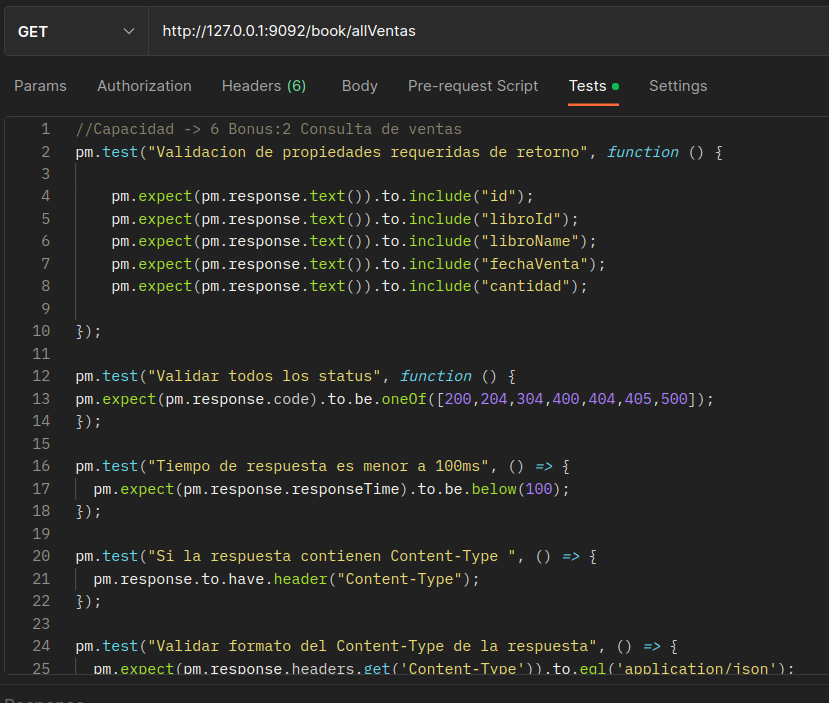 GET http://127.0.0.1:9092/book/allVentas
Params Authorization Headers (6) Body Pre-request Script Tests Settings
1 //Capacidad -> 6 Bonus:2 Consulta de ventas
2 pm.test("Validacion de propiedades requeridas de retorno", function () {
3
4 pm.expect(pm.response.text()).to.include("id");
5 pm.expect(pm.response.text()).to.include("libroId");
6 pm.expect(pm.response.text()).to.include("libroName");
7 pm.expect(pm.response.text()).to.include("fechaVenta");
8 pm.expect(pm.response.text()).to.include("cantidad");
9
10 });
11
12 pm.test("Validar todos los status", function () {
13 pm.expect(pm.response.code).to.be.oneOf([200,204,304,400,404,405,500]);
14 });
15
16 pm.test("Tiempo de respuesta es menor a 100ms", () => {
17 pm.expect(pm.response.responseTime).to.be.below(100);
18 });
19
20 pm.test("Si la respuesta contienen Content-Type ", () => {
21 pm.response.to.have.header("Content-Type");
22 });
23
24 pm.test("Validar formato del Content-Type de la respuesta", () => {
25 pm.expect(pm.response.headers.get('Content-Type')).to.eql('application/json');
Response